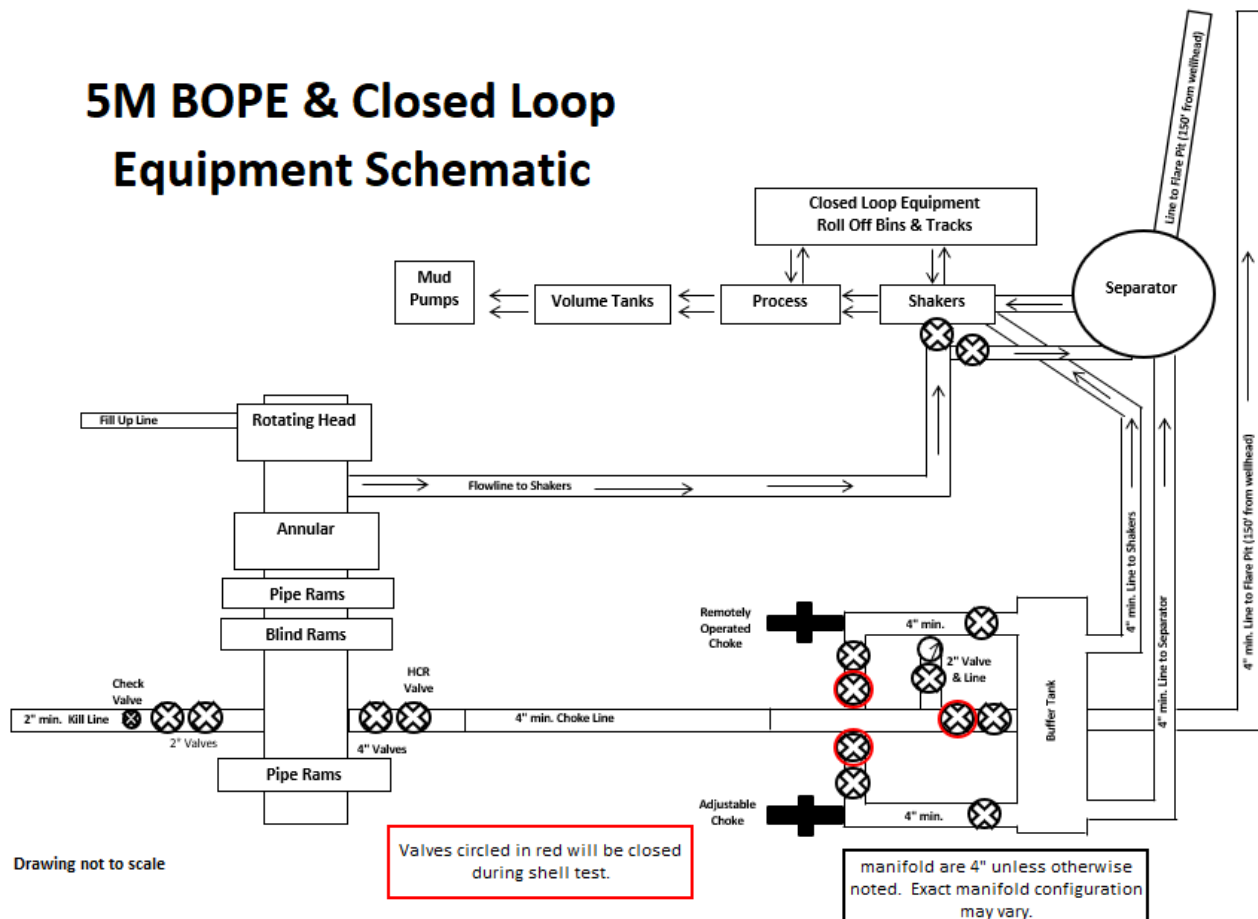 5M BOPE & Closed Loop
Equipment Schematic
Line to Flare Pit (150' from wellhead)
Closed Loop Equipment
Roll Off Bins & Tracks
Mud
Pumps
Volume Tanks
Process
Shakers
Separator
Fill Up Line
Rotating Head
Flowline to Shakers
Annular
Pipe Rams
Blind Rams
Check
Valve
HCR
Valve
2" min. Kill Line
2" Valves
4" Valves
4" min. Choke Line
Pipe Rams
Remotely
Operated
Choke
4" min.
2" Valve
& Line
Buffer Tank
Adjustable
Choke
4" min.
4" min. Line to Shakers
4" min. Line to Separator
4" min. Line to Flare Pit (150' from wellhead)
Drawing not to scale
Valves circled in red will be closed
during shell test.
manifold are 4" unless otherwise
noted. Exact manifold configuration
may vary.